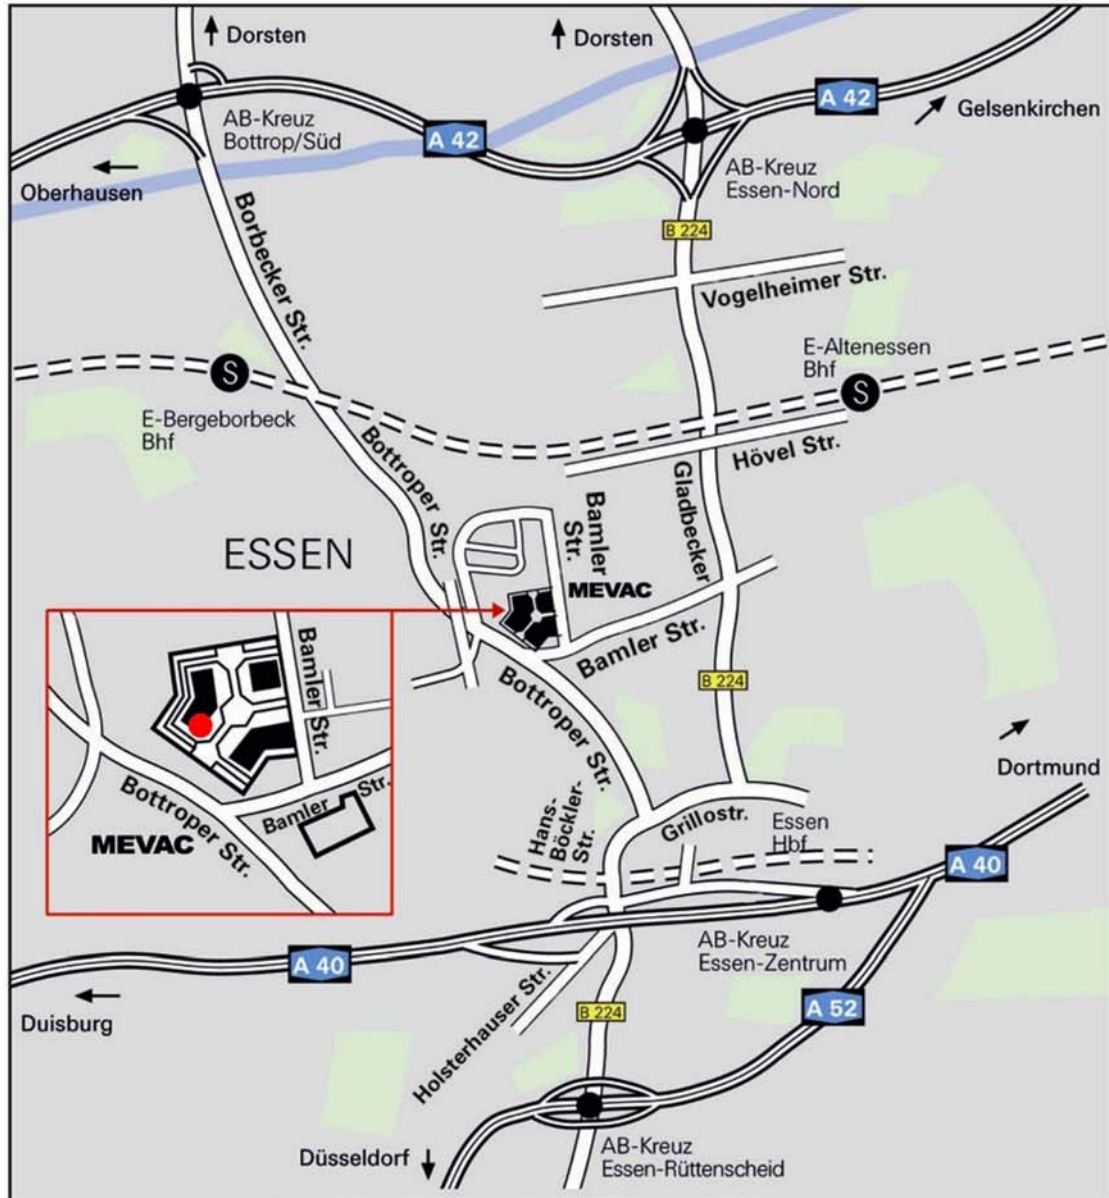 Dorsten
Dorsten
A 42
Gelsenkirchen
AB-Kreuz
Bottrop/Süd
A 42
AB-Kreuz
Essen-Nord
Oberhausen
B 224
Borbecker Str.
Vogelheimer Str.
E-Altenessen
Bhf
S
S
E-Bergeborbeck
Bhf
Hövel Str.
Bottroper Str.
Gladbecker
Bamler Str.
ESSEN
MEVAC
Bamler Str.
Bottroper Str.
B 224
Bamler Str.
Bamler Str.
Bottroper Str.
MEVAC
Dortmund
Hans-
Böckler-
Str.
Grillostr.
Essen
Hbf
A 40
AB-Kreuz
Essen-Zentrum
A 40
Duisburg
Holsterhauser Str.
B 224
A 52
AB-Kreuz
Essen-Rüttenscheid
Düsseldorf